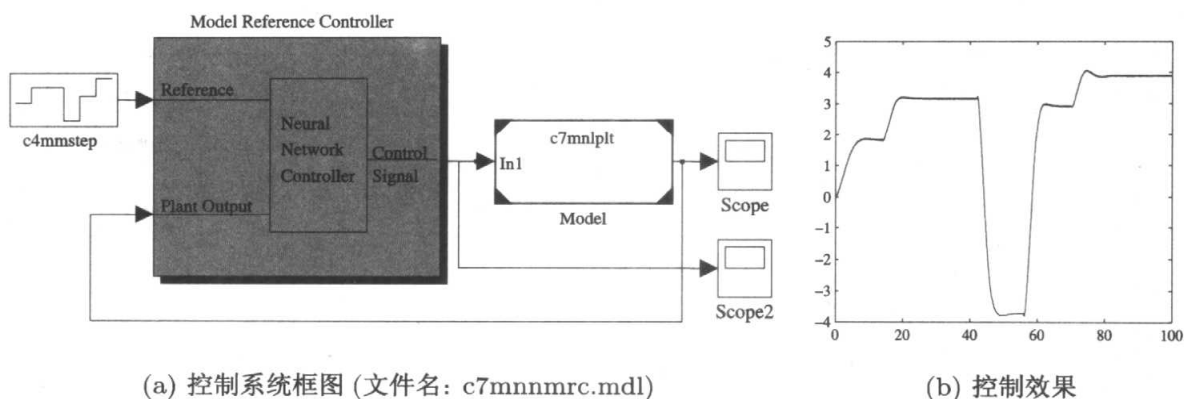 Model Reference Controller
Reference
Neural
Network
Controller
Control
Signal
Plant Output
c4mmstep
c7mnlplt
In1
Model
Scope
Scope2
5
4
3
2
1
0
−1
−2
−3
−4
0
20
40
60
80
100
(a) 控制系统框图 (文件名: c7mnnmrc.mdl)
(b) 控制效果